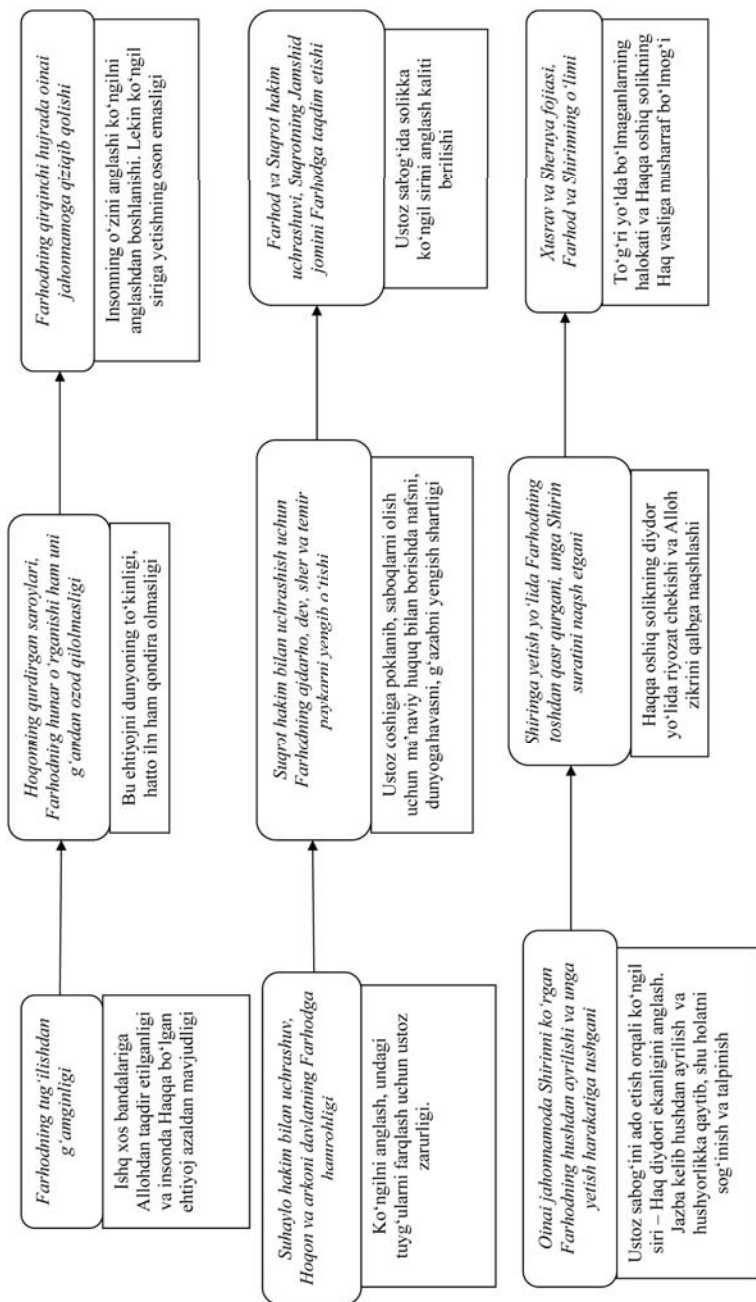 Farhodning tug‘ilishdan
g‘amginligi
Ishq xos bandalariga
Allohdan taqdir etilganligi
va insonda Haqqa bo‘lgan
ehtiyoj azaldan mavjudligi
Hoqonning qurdirgan saroylari,
Farhodning hunar o‘rganishi ham uni
g‘amdan ozod qilolmasligi
Bu ehtiyojni dunyoning to‘kinligi,
hatto ilm ham qondira olmasligi
Farhodning qirqinchi hujrada oinai
jahonnamoga qiziqib qolishi
Insonning o‘zini anglashi ko‘ngilni
anglashdan boshlanishi. Lekin ko‘ngil
siriga yetishning oson emasligi
Suhaylo hakim bilan uchrashuv,
Hoqon va arkoni davlatning Farhodga
hamrohligi
Ko‘ngilni anglash, undagi
tuyg‘ularni farqlash uchun ustoz
zarurligi.
Suqrot hakim bilan uchrashish uchun
Farhodning ajdarho, dev, sher va temir
paykarni yengib o‘tishi
Ustoz qoshiga poklanib, saboqlarni olish
uchun ma’naviy huquq bilan borishda nafsni,
dunyogahavasni, g‘azabni yengish shartligi
Farhod va Suqrot hakim
uchrashuvi, Suqrotning Jamshid
jomini Farhodga taqdim etishi
Ustoz sabog‘ida solikka
ko‘ngil sirini anglash kaliti
berilishi
Oinai jahonnamoda Shirinni ko‘rgan
Farhodning hushdan ayrilishi va unga
yetish harakatiga tushgani
Ustoz sabog‘ini ado etish orqali ko‘ngil
siri – Haq diydori ekanligini anglash.
Jazba kelib hushdan ayrilish va
hushyorlikka qaytib, shu holatni
sog‘inish va talpinish
Shiringa yetish yo‘lida Farhodning
toshdan qasr qurgani, unga Shirin
suratini naqsh etgani
Haqqa oshiq solikning diydor
yo‘lida riyozat chekishi va Alloh
zikrini qalbga naqshlashi
Xusrav va Sheruya fojiasi,
Farhod va Shirinning o‘limi
To‘g‘ri yo‘lda bo‘lmaganlarning
halokati va Haqqa oshiq solikning
Haq vasliga musharraf bo‘lmog‘i